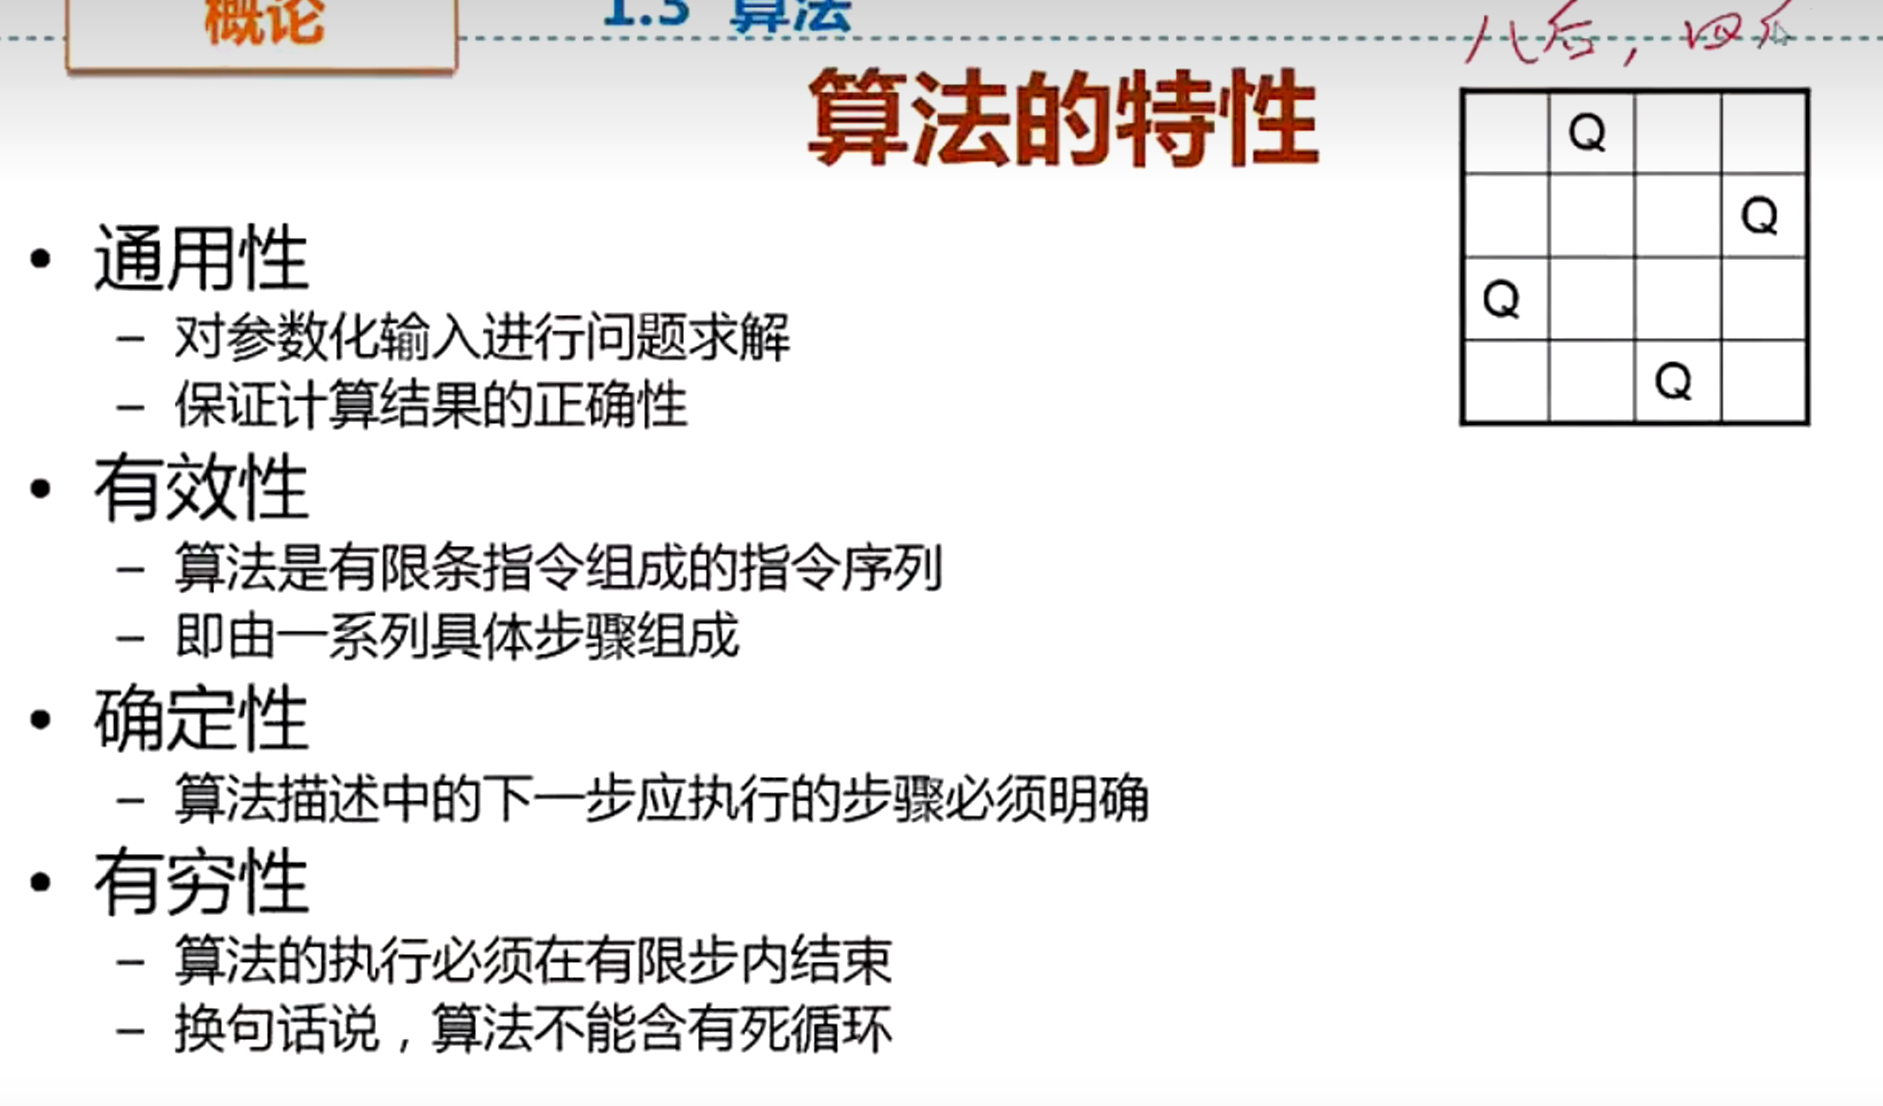 概论
1.3 算法
八后，四
算法的特性
Q
Q
Q
Q
• 通用性
– 对参数化输入进行问题求解
– 保证计算结果的正确性
• 有效性
– 算法是有限条指令组成的指令序列
– 即由一系列具体步骤组成
• 确定性
– 算法描述中的下一步应执行的步骤必须明确
• 有穷性
– 算法的执行必须在有限步内结束
– 换句话说，算法不能含有死循环